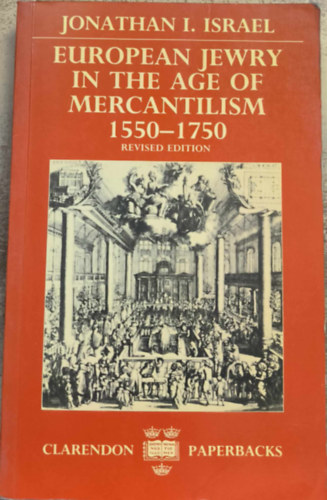 JONATHAN I. ISRAEL
EUROPEAN JEWRY
IN THE AGE OF
MERCANTILISM
1550–1750
REVISED EDITION
CLARENDON PAPERBACKS